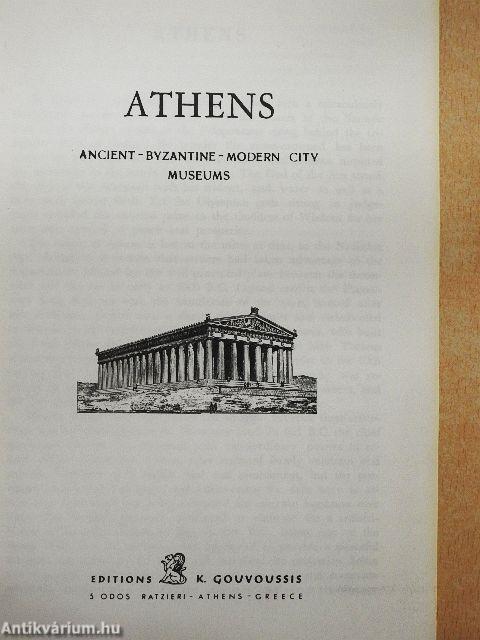 ATHENS
ANCIENT - BYZANTINE - MODERN CITY
MUSEUMS
EDITIONS K. GOUVOUSSIS
5 ODOS RATZIERI - ATHENS - GREECE
Antikvárium.hu